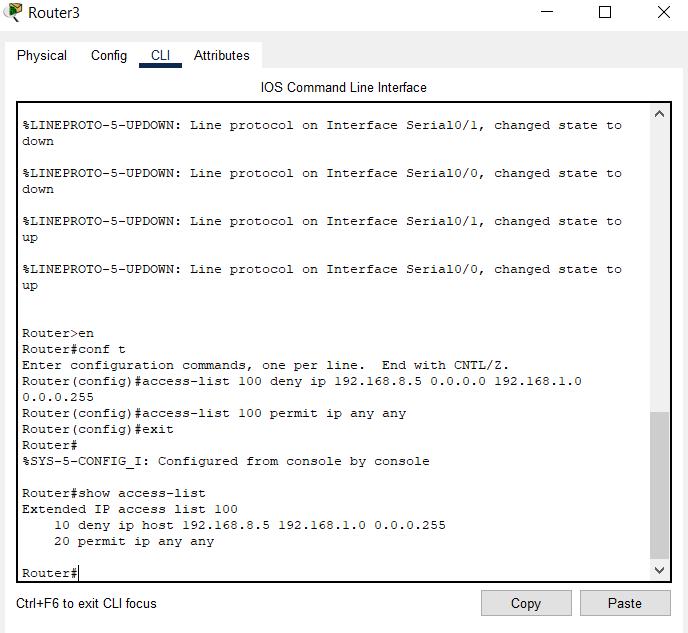 Router3
Physical Config CLI Attributes
IOS Command Line Interface
%LINEPROTO-5-UPDOWN: Line protocol on Interface Serial0/1, changed state to
down
%LINEPROTO-5-UPDOWN: Line protocol on Interface Serial0/0, changed state to
down
%LINEPROTO-5-UPDOWN: Line protocol on Interface Serial0/1, changed state to
up
%LINEPROTO-5-UPDOWN: Line protocol on Interface Serial0/0, changed state to
up
Router>en
Router#conf t
Enter configuration commands, one per line.  End with CNTL/Z.
Router(config)#access-list 100 deny ip 192.168.8.5 0.0.0.0 192.168.1.0
0.0.0.255
Router(config)#access-list 100 permit ip any any
Router(config)#exit
Router#
%SYS-5-CONFIG_I: Configured from console by console
Router#show access-list
Extended IP access list 100
    10 deny ip host 192.168.8.5 192.168.1.0 0.0.0.255
    20 permit ip any any
Router#
Ctrl+F6 to exit CLI focus
Copy Paste